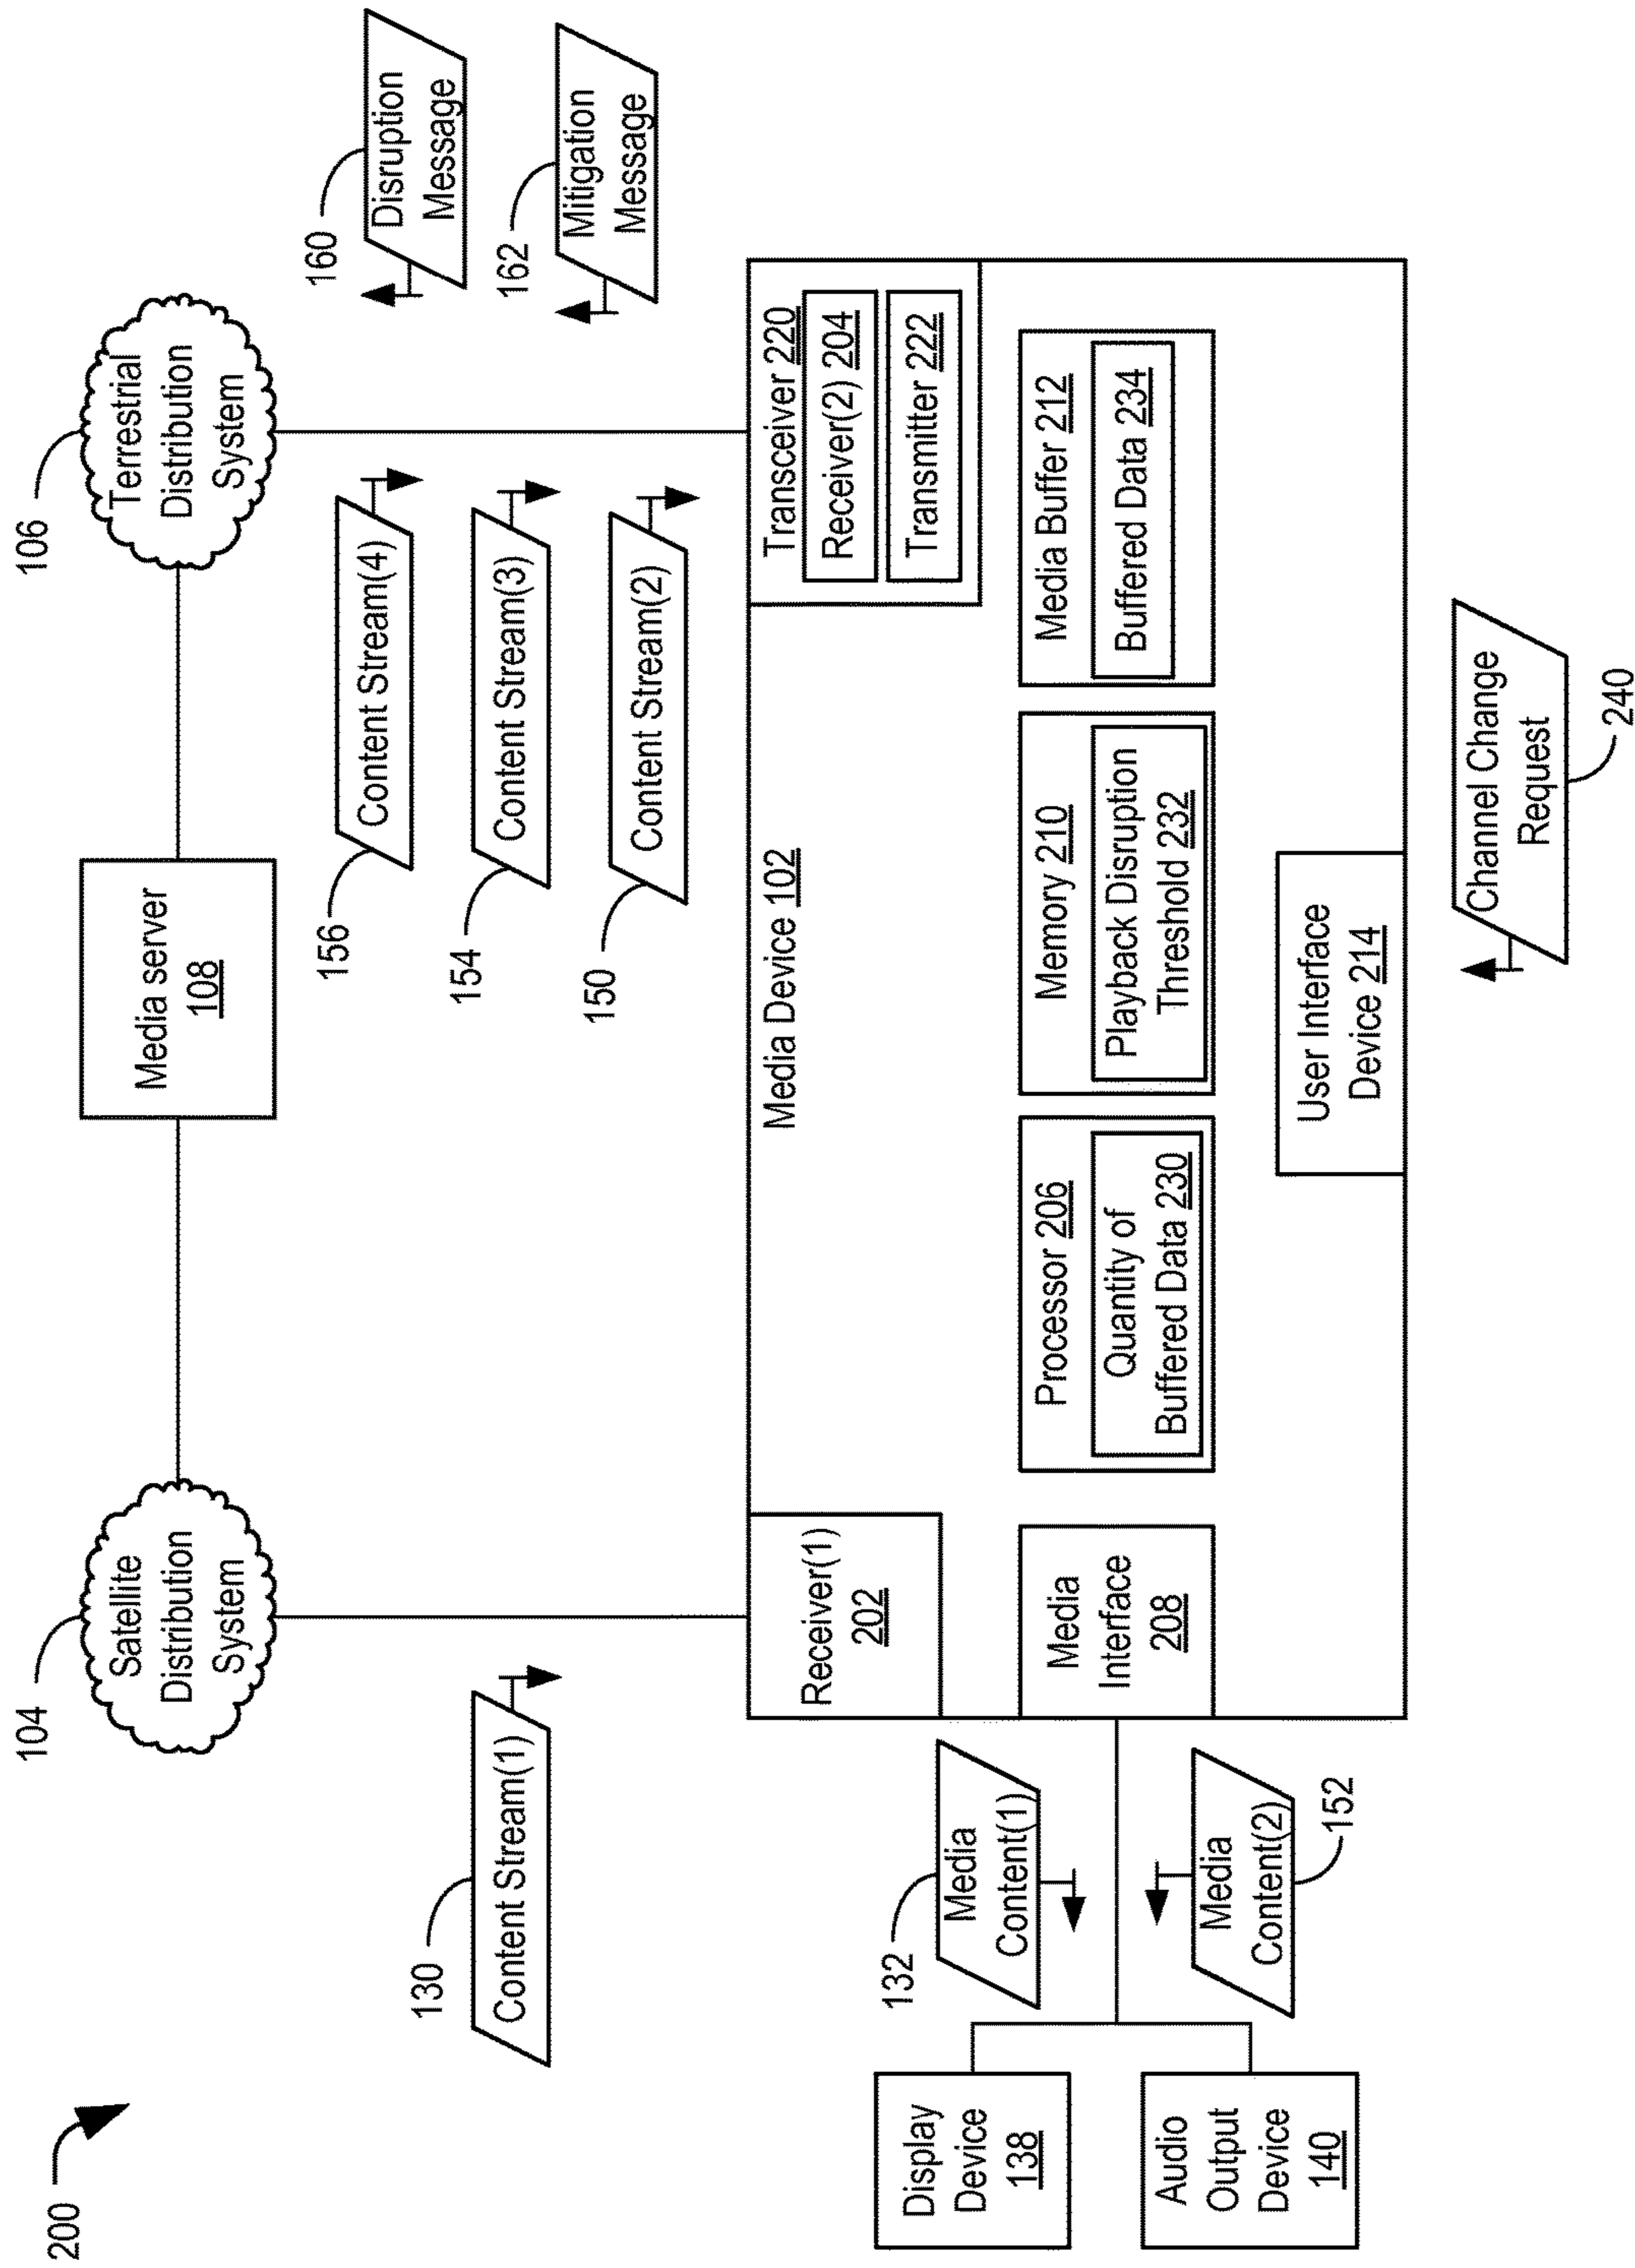 200
104
Satellite
Distribution
System
Media server
108
106
Terrestrial
Distribution
System
130
Content Stream(1)
156
Content Stream(4)
154
Content Stream(3)
150
Content Stream(2)
160
Disruption
Message
162
Mitigation
Message
Media Device 102
Receiver(1)
202
Transceiver 220
Receiver(2) 204
Transmitter 222
Media
Interface
208
Processor 206
Quantity of
Buffered Data 230
Memory 210
Playback Disruption
Threshold 232
Media Buffer 212
Buffered Data 234
User Interface
Device 214
132
Media
Content(1)
Media
Content(2)
152
Display
Device
138
Audio
Output
Device
140
Channel Change
Request
240